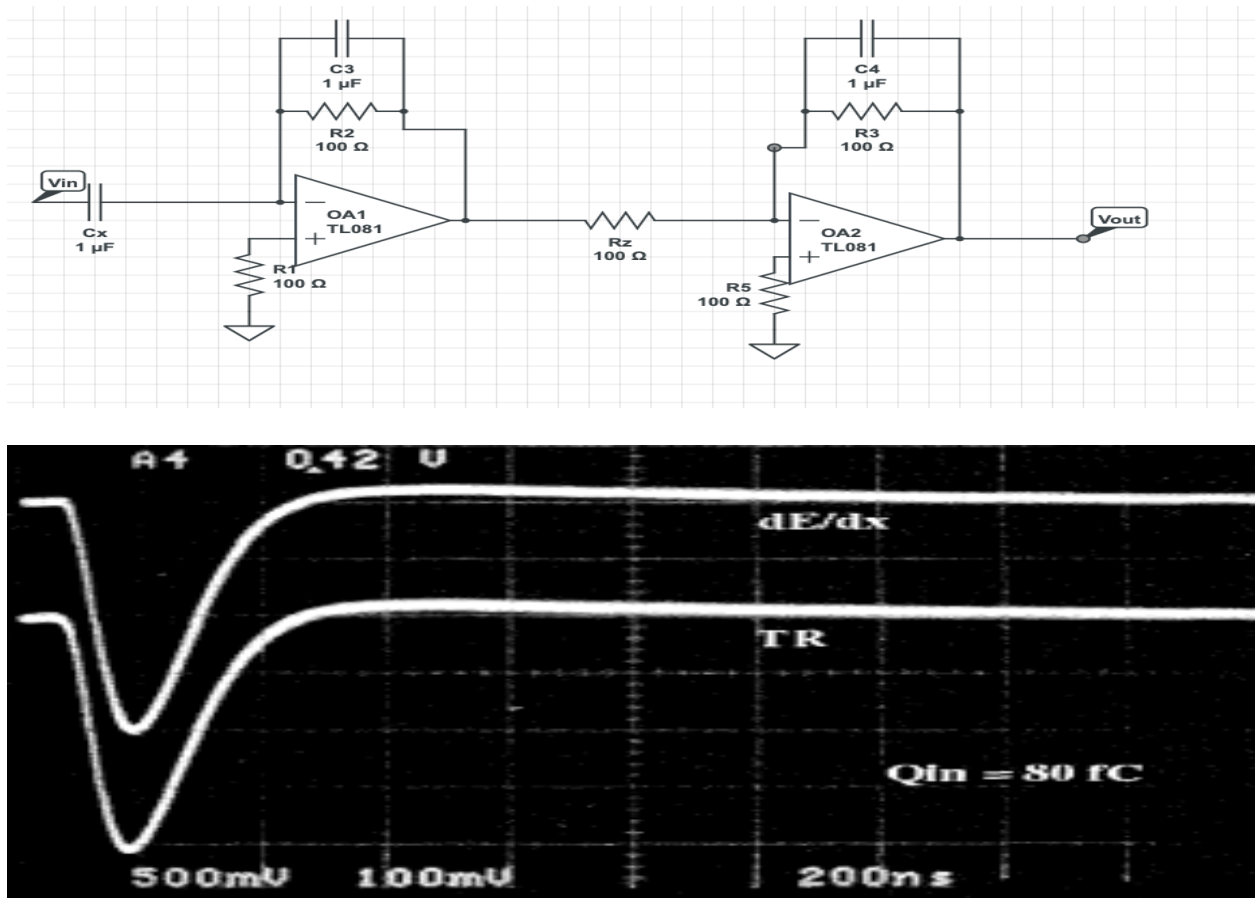 C3
1 µF
R2
100 Ω
Vin
Cx
1 µF
OA1
TL081
R1
100 Ω
Rz
100 Ω
C4
1 µF
R3
100 Ω
OA2
TL081
R5
100 Ω
Vout
A4 0.42 V
dE/dx
TR
Qin = 80 fC
500mV 100mV 200ns